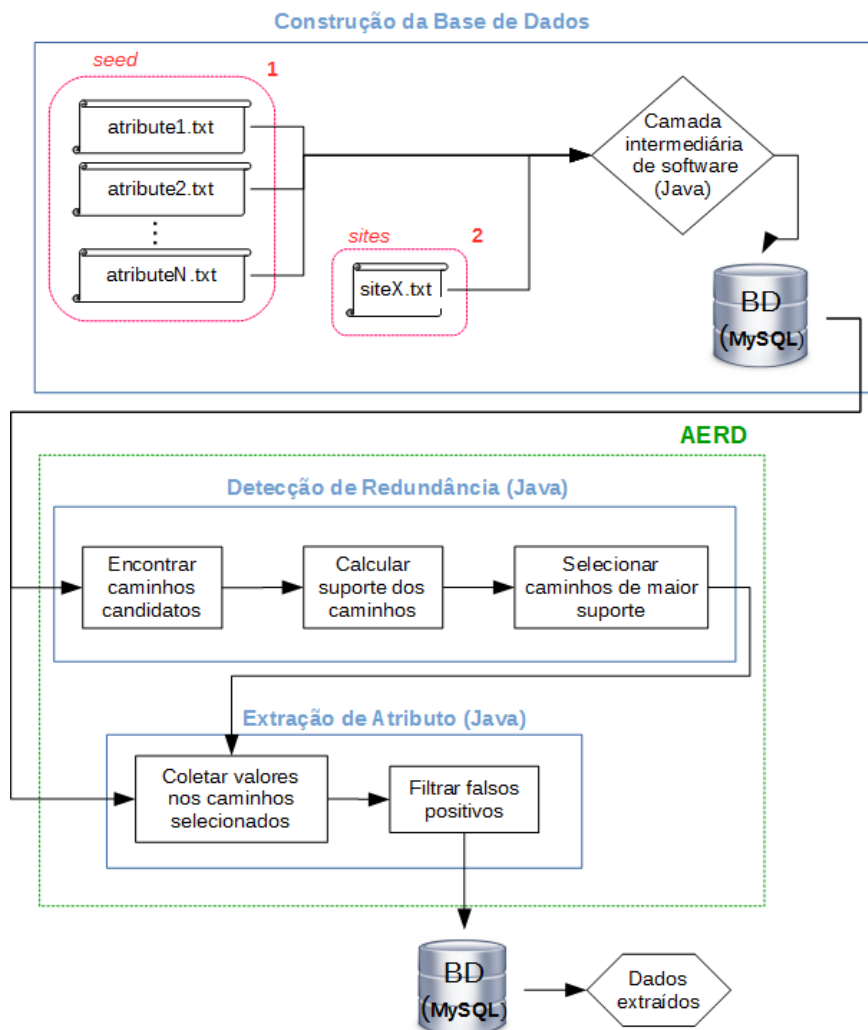 Construção da Base de Dados
seed
1
atribute1.txt
atribute2.txt
⋮
atributeN.txt
sites
2
siteX.txt
Camada
intermediária
de software
(Java)
BD
(MySQL)
AERD
Detecção de Redundância (Java)
Encontrar
caminhos
candidatos
Calcular
suporte dos
caminhos
Selecionar
caminhos de maior
suporte
Extração de Atributo (Java)
Coletar valores
nos caminhos
selecionados
Filtrar falsos
positivos
BD
(MySQL)
Dados
extraídos